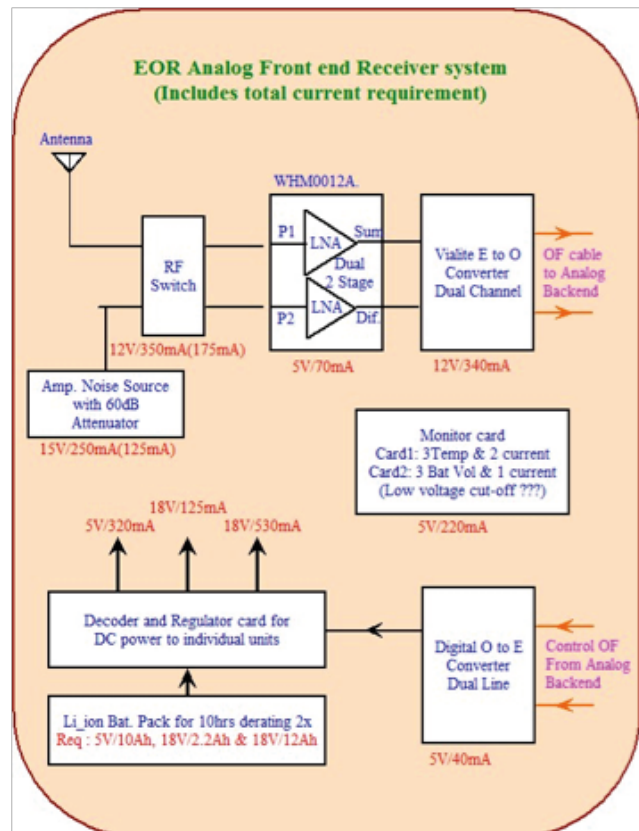 EOR Analog Front end Receiver system
(Includes total current requirement)
Antenna
WHM0012A.
RF
Switch
12V/350mA(175mA)
P1
LNA
Sum
Dual
2 Stage
P2
LNA
Dif.
5V/70mA
Vialite E to O
Converter
Dual Channel
12V/340mA
OF cable
to Analog
Backend
Amp. Noise Source
with 60dB
Attenuator
15V/250mA(125mA)
Monitor card
Card1: 3Temp & 2 current
Card2: 3 Bat Vol & 1 current
(Low voltage cut-off ???)
5V/220mA
18V/125mA
5V/320mA
18V/530mA
Decoder and Regulator card for
DC power to individual units
Digital O to E
Converter
Dual Line
5V/40mA
Control OF
From Analog
Backend
Li_ion Bat. Pack for 10hrs derating 2x
Req : 5V/10Ah, 18V/2.2Ah & 18V/12Ah